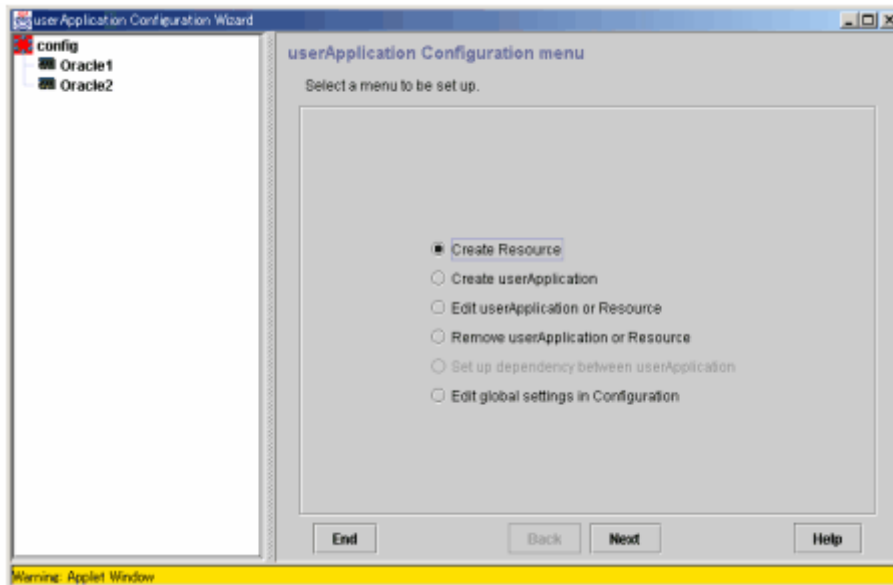 userApplication Configuration Wizard
config
Oracle1
Oracle2
userApplication Configuration menu
Select a menu to be set up.
Create Resource
Create userApplication
Edit userApplication or Resource
Remove userApplication or Resource
Set up dependency between userApplication
Edit global settings in Configuration
End
Back
Next
Help
Warning: Applet Window